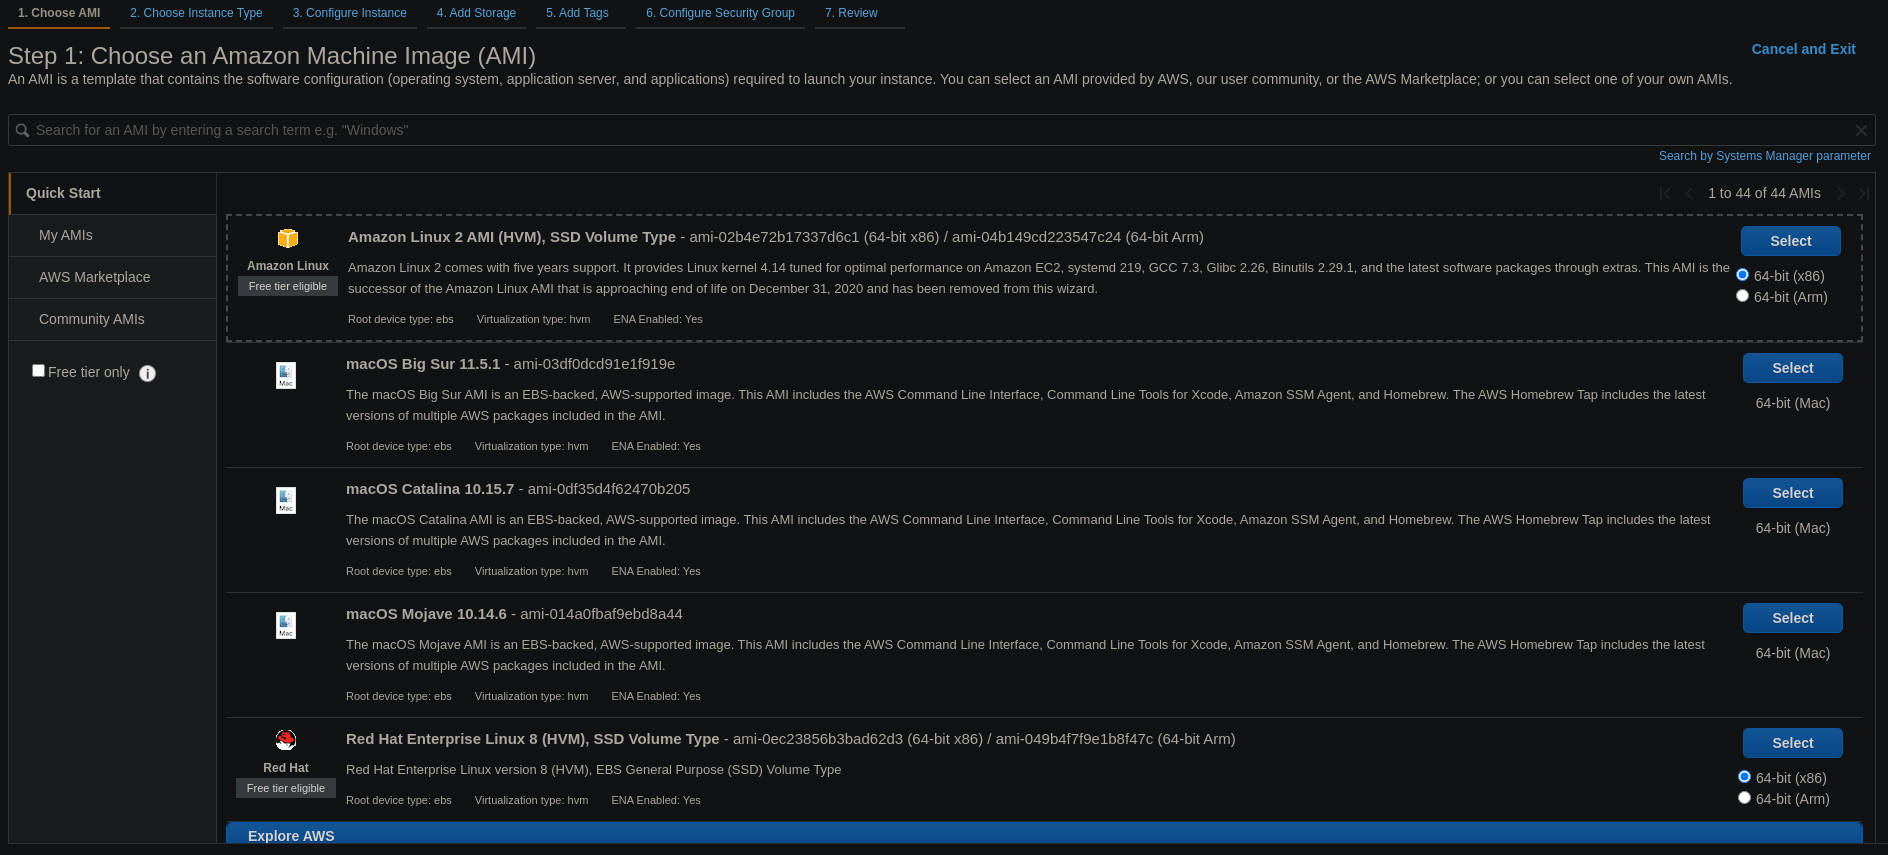 1. Choose AMI 2. Choose Instance Type 3. Configure Instance 4. Add Storage 5. Add Tags 6. Configure Security Group 7. Review
Step 1: Choose an Amazon Machine Image (AMI)
Cancel and Exit
An AMI is a template that contains the software configuration (operating system, application server, and applications) required to launch your instance. You can select an AMI provided by AWS, our user community, or the AWS Marketplace; or you can select one of your own AMIs.
Search for an AMI by entering a search term e.g. "Windows"
Search by Systems Manager parameter
Quick Start
My AMIs
AWS Marketplace
Community AMIs
Free tier only
1 to 44 of 44 AMIs
Amazon Linux
Free tier eligible
Amazon Linux 2 AMI (HVM), SSD Volume Type - ami-02b4e72b17337d6c1 (64-bit x86) / ami-04b149cd223547c24 (64-bit Arm)
Amazon Linux 2 comes with five years support. It provides Linux kernel 4.14 tuned for optimal performance on Amazon EC2, systemd 219, GCC 7.3, Glibc 2.26, Binutils 2.29.1, and the latest software packages through extras. This AMI is the
successor of the Amazon Linux AMI that is approaching end of life on December 31, 2020 and has been removed from this wizard.
Root device type: ebs Virtualization type: hvm ENA Enabled: Yes
Select
64-bit (x86)
64-bit (Arm)
Mac
macOS Big Sur 11.5.1 - ami-03df0dcd91e1f919e
The macOS Big Sur AMI is an EBS-backed, AWS-supported image. This AMI includes the AWS Command Line Interface, Command Line Tools for Xcode, Amazon SSM Agent, and Homebrew. The AWS Homebrew Tap includes the latest
versions of multiple AWS packages included in the AMI.
Root device type: ebs Virtualization type: hvm ENA Enabled: Yes
Select
64-bit (Mac)
Mac
macOS Catalina 10.15.7 - ami-0df35d4f62470b205
The macOS Catalina AMI is an EBS-backed, AWS-supported image. This AMI includes the AWS Command Line Interface, Command Line Tools for Xcode, Amazon SSM Agent, and Homebrew. The AWS Homebrew Tap includes the latest
versions of multiple AWS packages included in the AMI.
Root device type: ebs Virtualization type: hvm ENA Enabled: Yes
Select
64-bit (Mac)
Mac
macOS Mojave 10.14.6 - ami-014a0fbaf9ebd8a44
The macOS Mojave AMI is an EBS-backed, AWS-supported image. This AMI includes the AWS Command Line Interface, Command Line Tools for Xcode, Amazon SSM Agent, and Homebrew. The AWS Homebrew Tap includes the latest
versions of multiple AWS packages included in the AMI.
Root device type: ebs Virtualization type: hvm ENA Enabled: Yes
Select
64-bit (Mac)
Red Hat
Free tier eligible
Red Hat Enterprise Linux 8 (HVM), SSD Volume Type - ami-0ec23856b3bad62d3 (64-bit x86) / ami-049b4f7f9e1b8f47c (64-bit Arm)
Red Hat Enterprise Linux version 8 (HVM), EBS General Purpose (SSD) Volume Type
Root device type: ebs Virtualization type: hvm ENA Enabled: Yes
Select
64-bit (x86)
64-bit (Arm)
Explore AWS